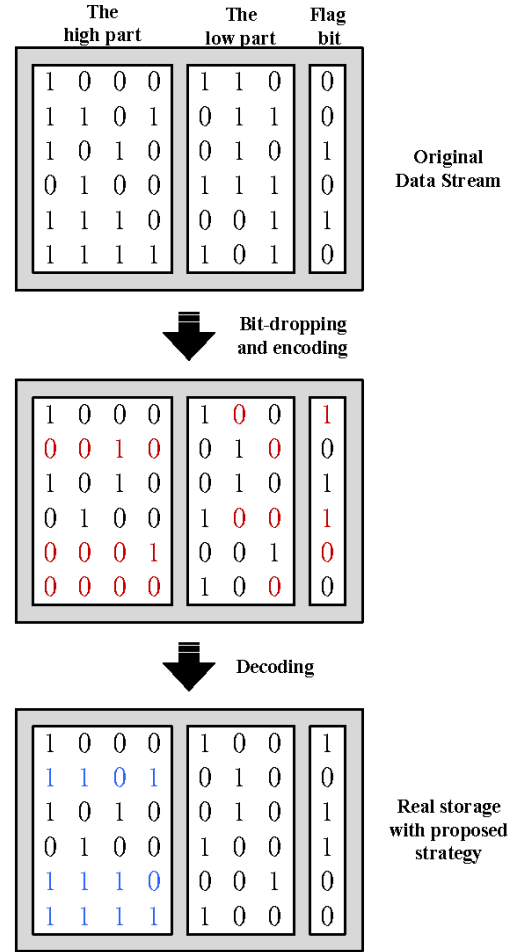 The high part The low part Flag bit
1 0 0 0 1 1 0 0
1 1 0 1 0 1 1 0
1 0 1 0 0 1 0 1
0 1 0 0 1 1 1 0
1 1 1 0 0 0 1 1
1 1 1 1 1 0 1 0
Original
Data Stream
Bit-dropping
and encoding
1 0 0 0 1 0 0 1
0 0 1 0 0 1 0 0
1 0 1 0 0 1 0 1
0 1 0 0 1 0 0 1
0 0 0 1 0 0 1 0
0 0 0 0 1 0 0 0
Decoding
1 0 0 0 1 0 0 1
1 1 0 1 0 1 0 0
1 0 1 0 0 1 0 1
0 1 0 0 1 0 0 1
1 1 1 0 0 0 1 0
1 1 1 1 1 0 0 0
Real storage
with proposed
strategy